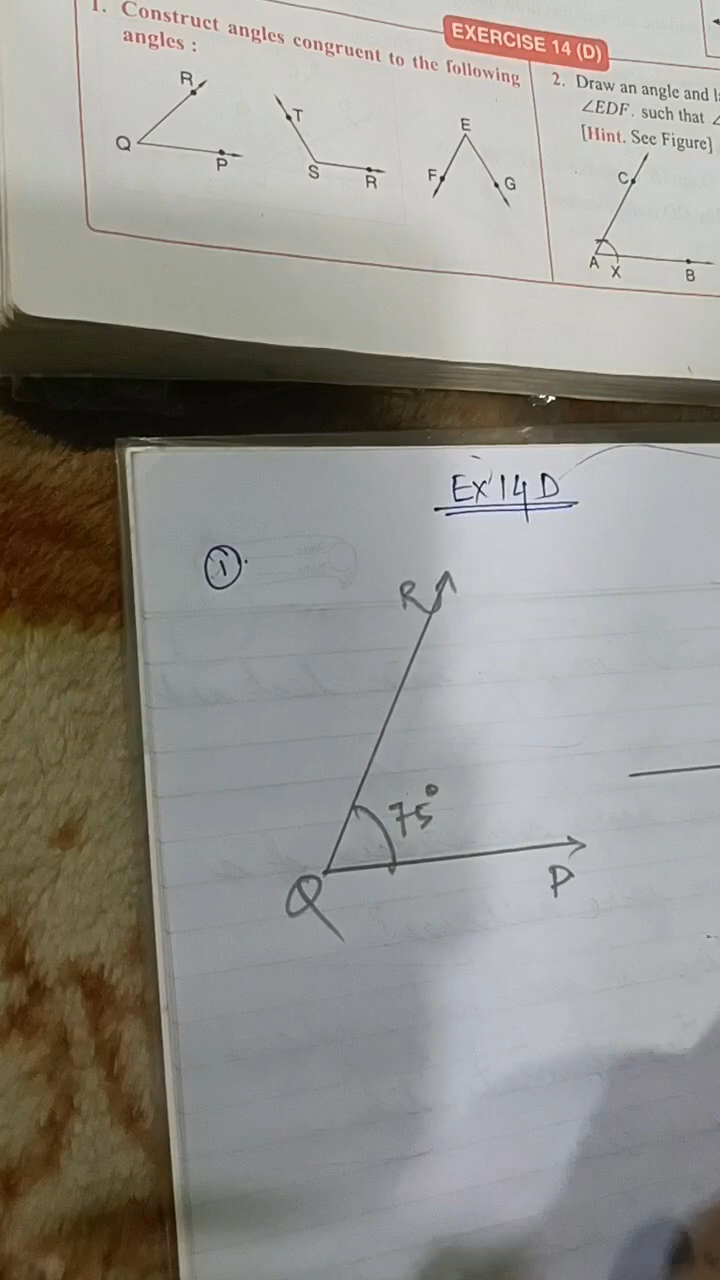 EXERCISE 14 (D)
1. Construct angles congruent to the following
angles :
R
Q
P
T
S
R
E
F
G
2. Draw an angle and
∠EDF. such that ∠
[Hint. See Figure]
C
A
X
B
Ex 14 D
1
R
75°
Q
P